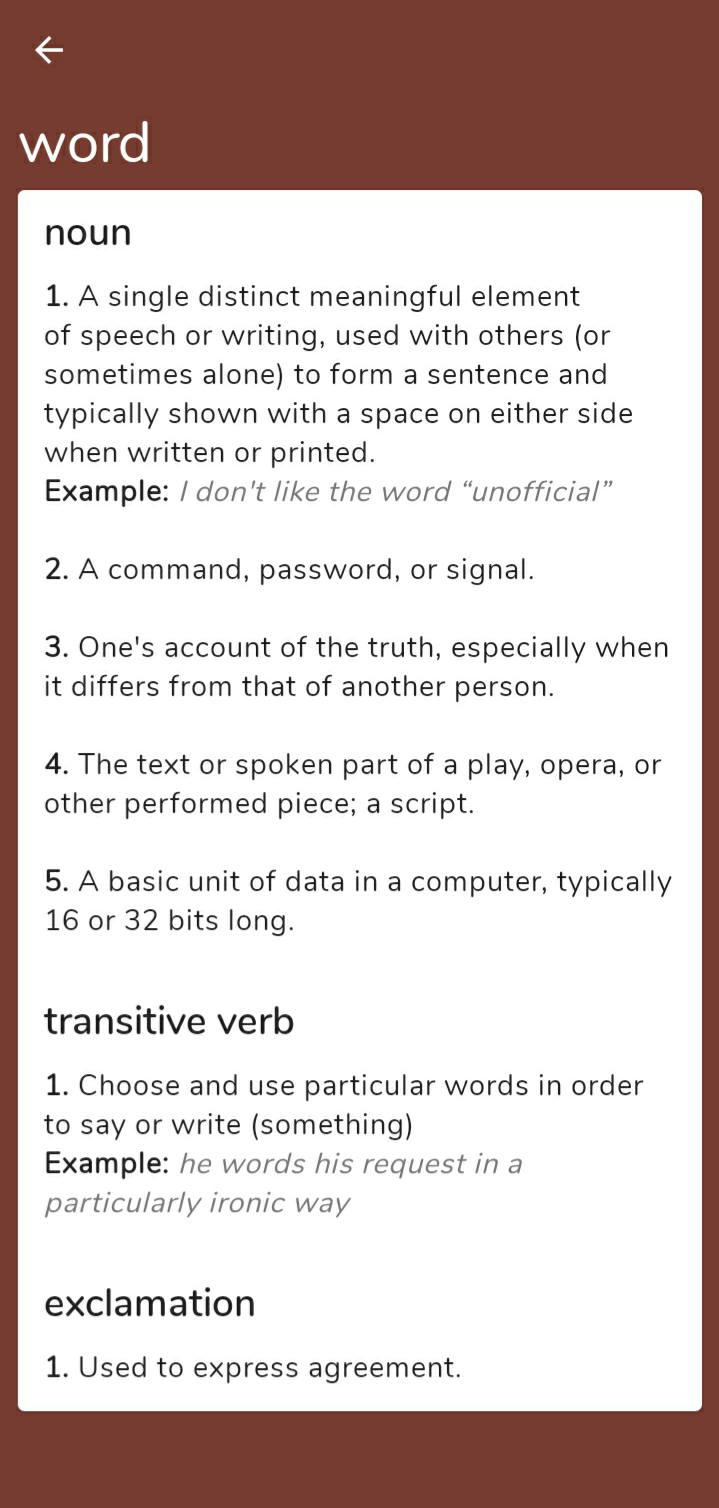 word
noun
1. A single distinct meaningful element
of speech or writing, used with others (or
sometimes alone) to form a sentence and
typically shown with a space on either side
when written or printed.
Example: I don't like the word “unofficial”
2. A command, password, or signal.
3. One's account of the truth, especially when
it differs from that of another person.
4. The text or spoken part of a play, opera, or
other performed piece; a script.
5. A basic unit of data in a computer, typically
16 or 32 bits long.
transitive verb
1. Choose and use particular words in order
to say or write (something)
Example: he words his request in a
particularly ironic way
exclamation
1. Used to express agreement.